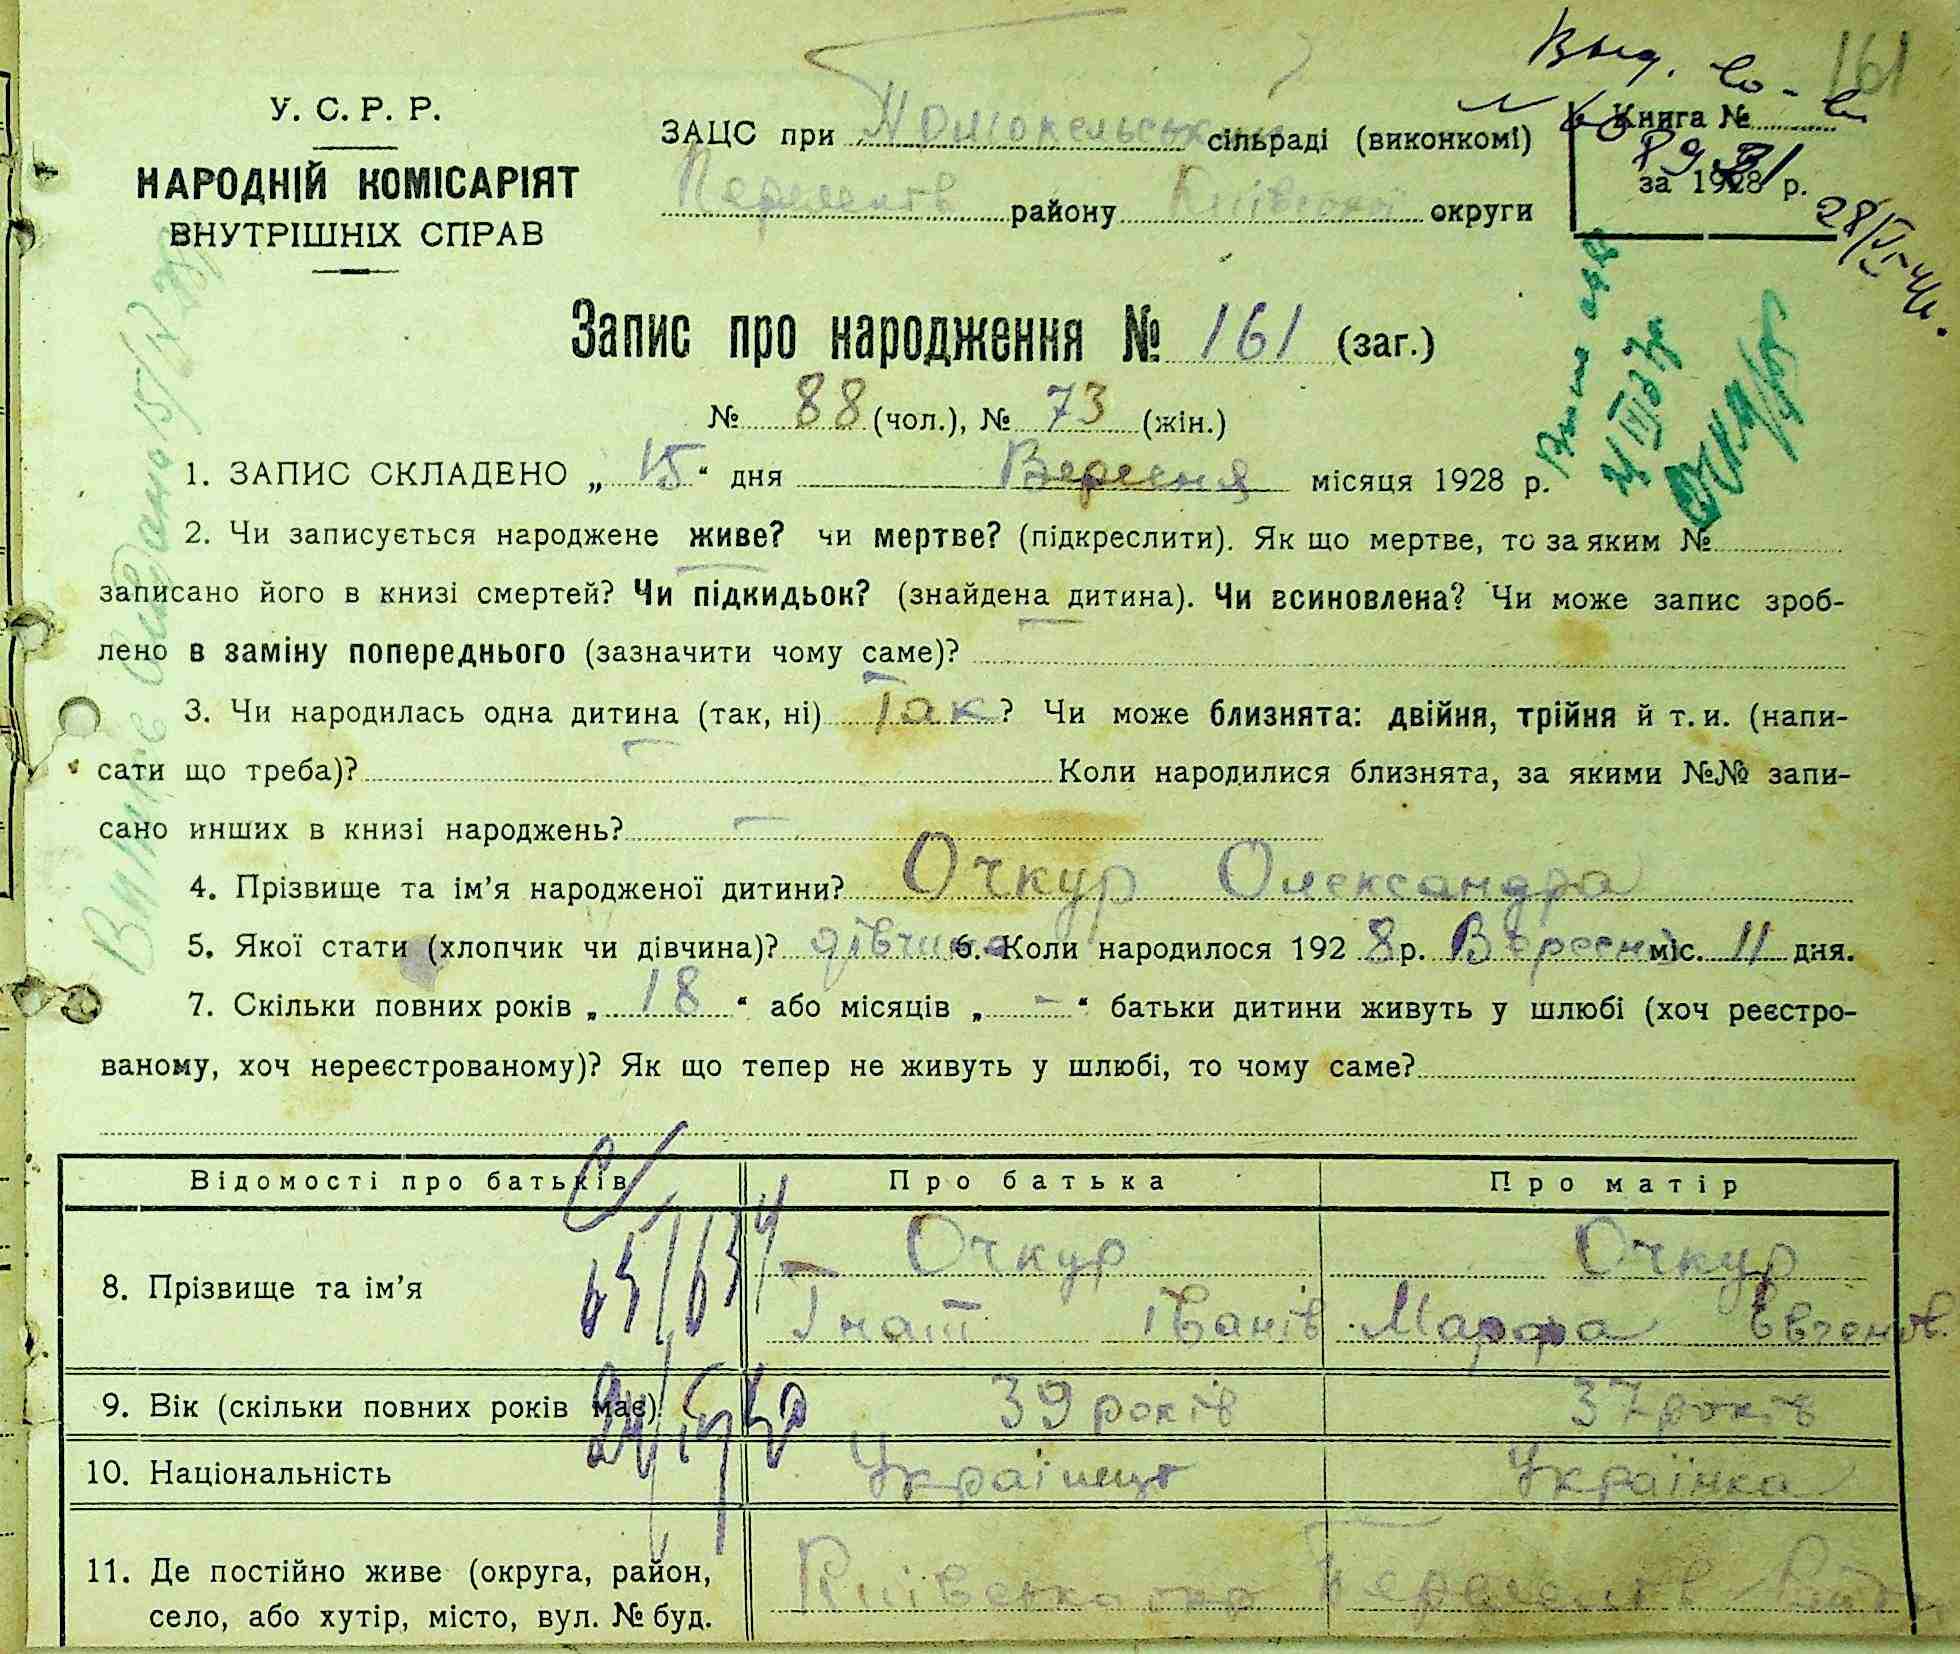 161
У. С. Р. Р.
НАРОДНІЙ КОМІСАРІЯТ
ВНУТРІШНІХ СПРАВ
ЗАЦС при сільраді (виконкомі)
району Київської округи
Книга №
за 1928 р.
Запис про народження № 161 (заг.)
№ 88 (чол.), № 73 (жін.)
1. ЗАПИС СКЛАДЕНО „ 15 “ дня Вересня місяця 1928 р.
2. Чи записується народжене живе? чи мертве? (підкреслити). Як що мертве, то за яким №
записано його в книзі смертей? Чи підкидьок? (знайдена дитина). Чи всиновлена? Чи може запис зроб-
лено в заміну попереднього (зазначити чому саме)?
3. Чи народилась одна дитина (так, ні) Так ? Чи може близнята: двійня, трійня й т. и. (напи-
сати що треба)? — Коли народилися близнята, за якими №№ запи-
сано инших в книзі народжень? —
4. Прізвище та ім’я народженої дитини? Очкур Олександра
5. Якої стати (хлопчик чи дівчина)? дівчина 6. Коли народилося 192 8 р. Вересня міс. 11 дня.
7. Скільки повних років „ 18 “ або місяців „ - “ батьки дитини живуть у шлюбі (хоч реєстро-
ваному, хоч нереєстрованому)? Як що тепер не живуть у шлюбі, то чому саме?
Відомості про батьків Про батька Про матір
8. Прізвище та ім’я Очкур Очкур
Гнат Іванів Марфа
9. Вік (скільки повних років має) 39 років 37 років
10. Національність Українець Українка
11. Де постійно живе (округа, район,
село, або хутір, місто, вул. № буд. Київська окр